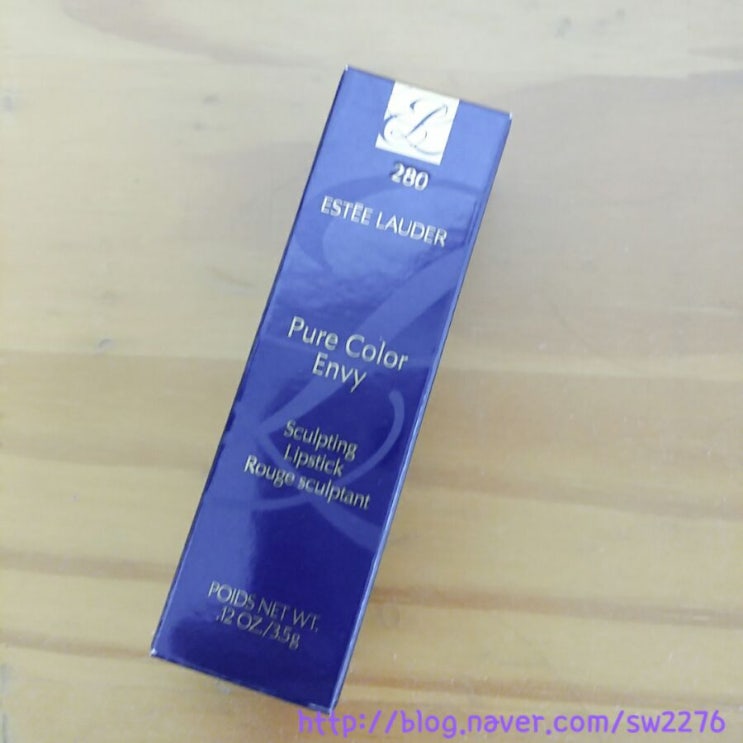 280
ESTĒE LAUDER
Pure Color
Envy
Sculpting
Lipstick
Rouge sculptant
POIDS NET WT.
.12 OZ./3.5g
http://blog.naver.com/sw2276